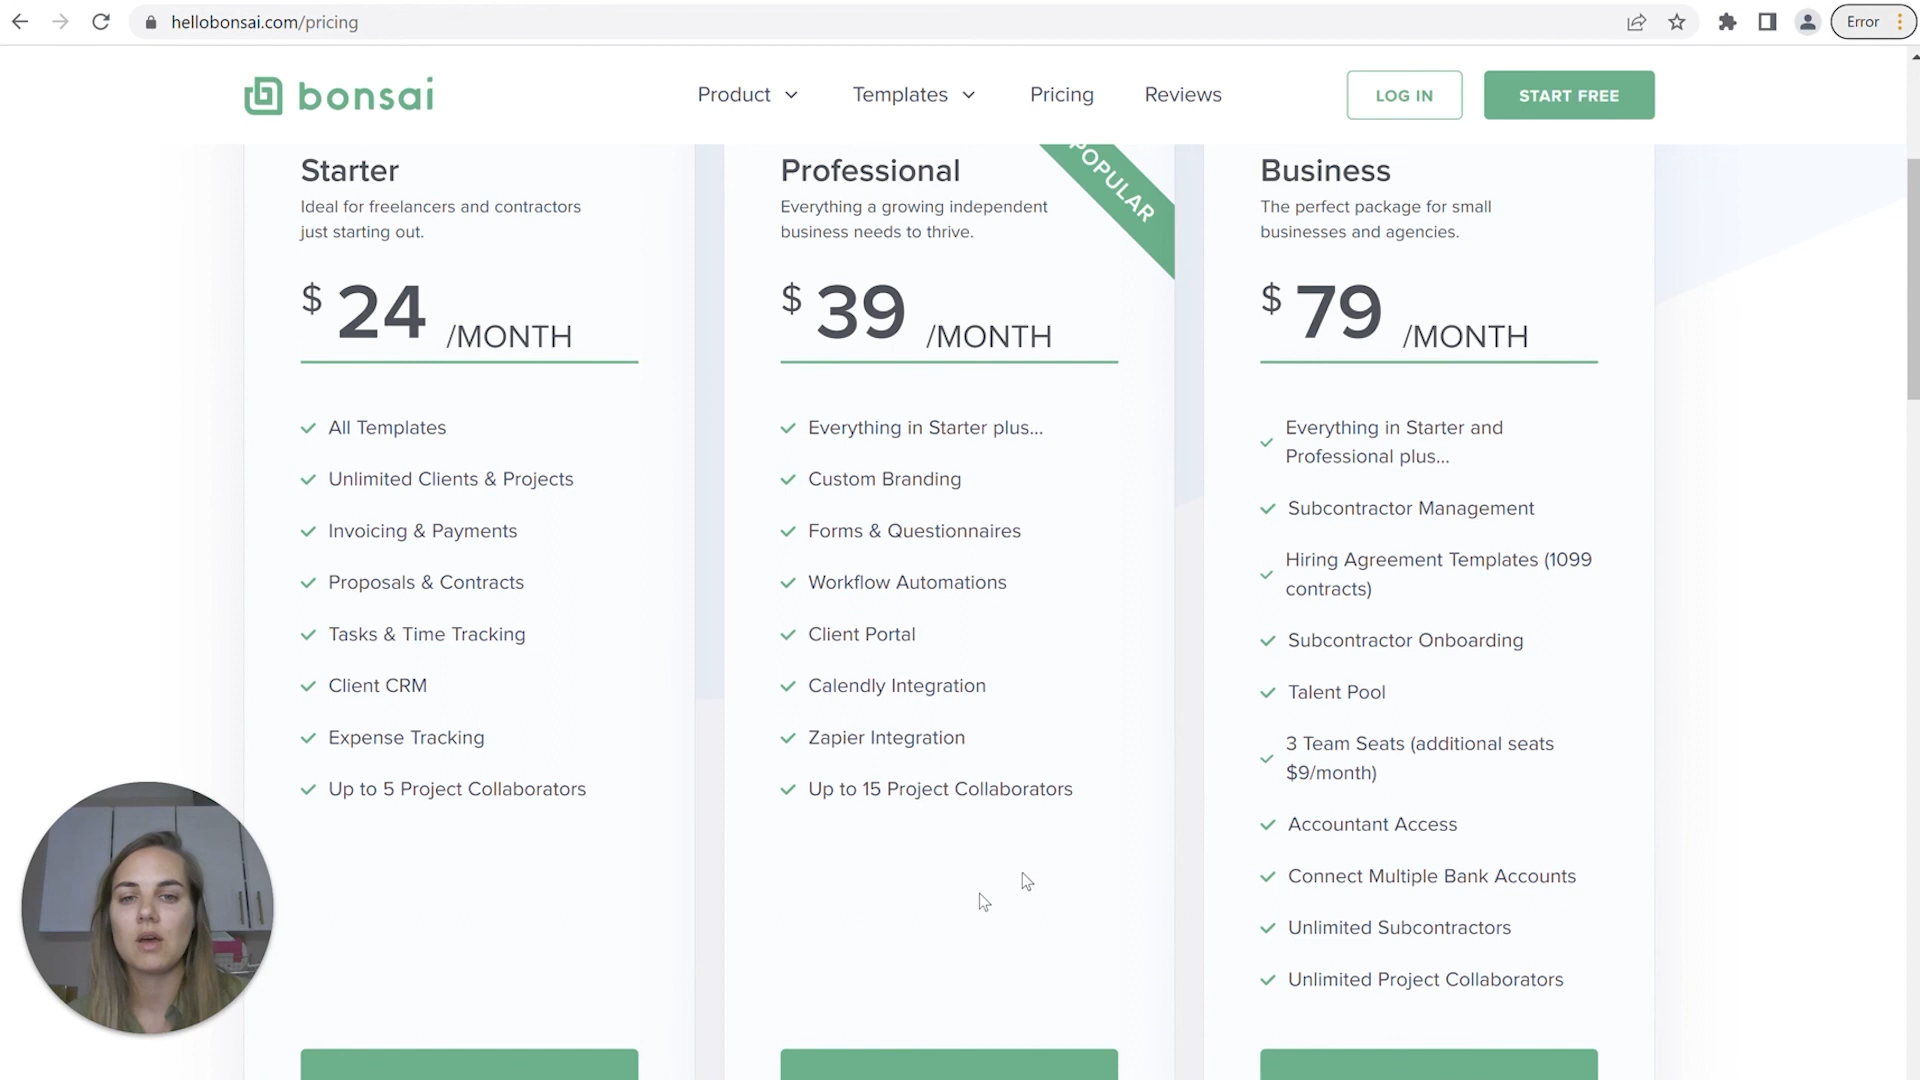 hellobonsai.com/pricing
Error
bonsai
Product
Templates
Pricing
Reviews
LOG IN
START FREE
Starter
Ideal for freelancers and contractors
just starting out.
$ 24 /MONTH
All Templates
Unlimited Clients & Projects
Invoicing & Payments
Proposals & Contracts
Tasks & Time Tracking
Client CRM
Expense Tracking
Up to 5 Project Collaborators
Professional
POPULAR
Everything a growing independent
business needs to thrive.
$ 39 /MONTH
Everything in Starter plus...
Custom Branding
Forms & Questionnaires
Workflow Automations
Client Portal
Calendly Integration
Zapier Integration
Up to 15 Project Collaborators
Business
The perfect package for small
businesses and agencies.
$ 79 /MONTH
Everything in Starter and
Professional plus...
Subcontractor Management
Hiring Agreement Templates (1099
contracts)
Subcontractor Onboarding
Talent Pool
3 Team Seats (additional seats
$9/month)
Accountant Access
Connect Multiple Bank Accounts
Unlimited Subcontractors
Unlimited Project Collaborators